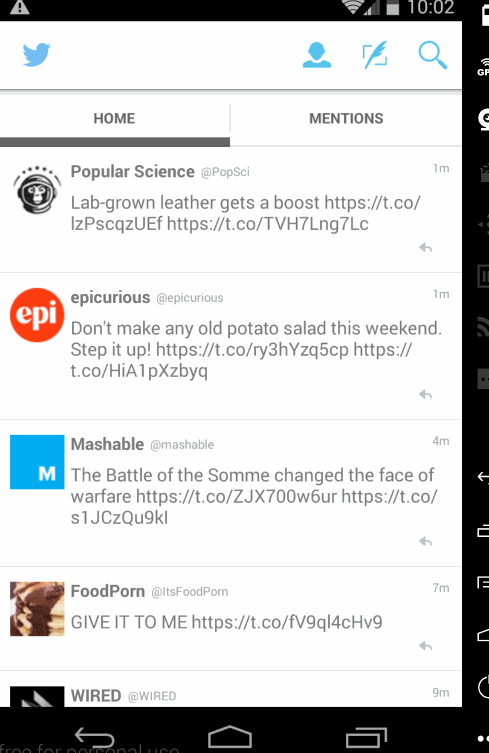 10:02
GPS
HOME
MENTIONS
Popular Science @PopSci
1m
Lab-grown leather gets a boost https://t.co/
lzPscqzUEf https://t.co/TVH7Lng7Lc
epi
epicurious @epicurious
1m
Don't make any old potato salad this weekend.
Step it up! https://t.co/ry3hYzq5cp https://
t.co/HiA1pXzbyq
M
Mashable @mashable
4m
The Battle of the Somme changed the face of
warfare https://t.co/ZJX700w6ur https://t.co/
s1JCzQu9kI
FoodPorn @ItsFoodPorn
7m
GIVE IT TO ME https://t.co/fV9ql4cHv9
WIRED @WIRED
9m
free for personal use